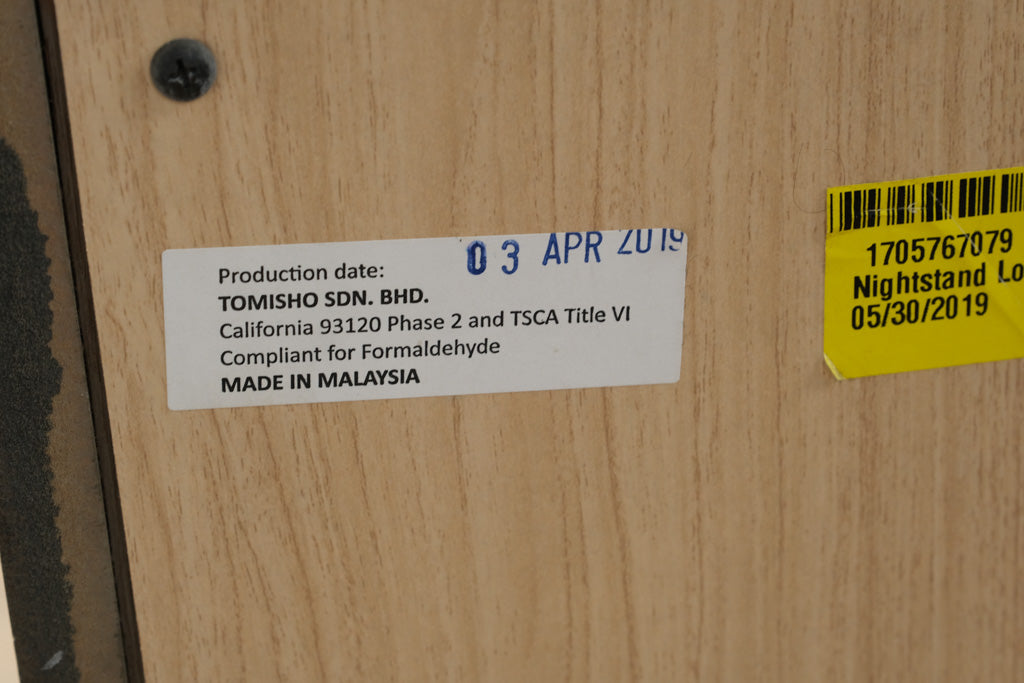 Production date: 03 APR 2019
TOMISHO SDN. BHD.
California 93120 Phase 2 and TSCA Title VI
Compliant for Formaldehyde
MADE IN MALAYSIA
1705767079
Nightstand Lo
05/30/2019